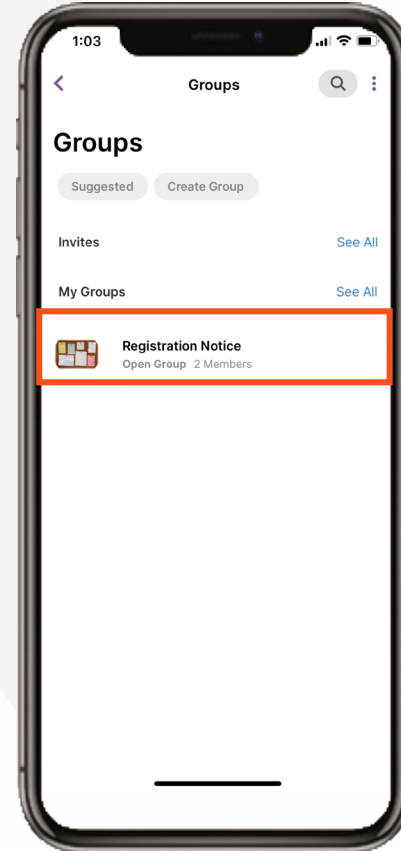 1:03
Groups
Groups
Suggested Create Group
Invites See All
My Groups See All
Registration Notice
Open Group 2 Members